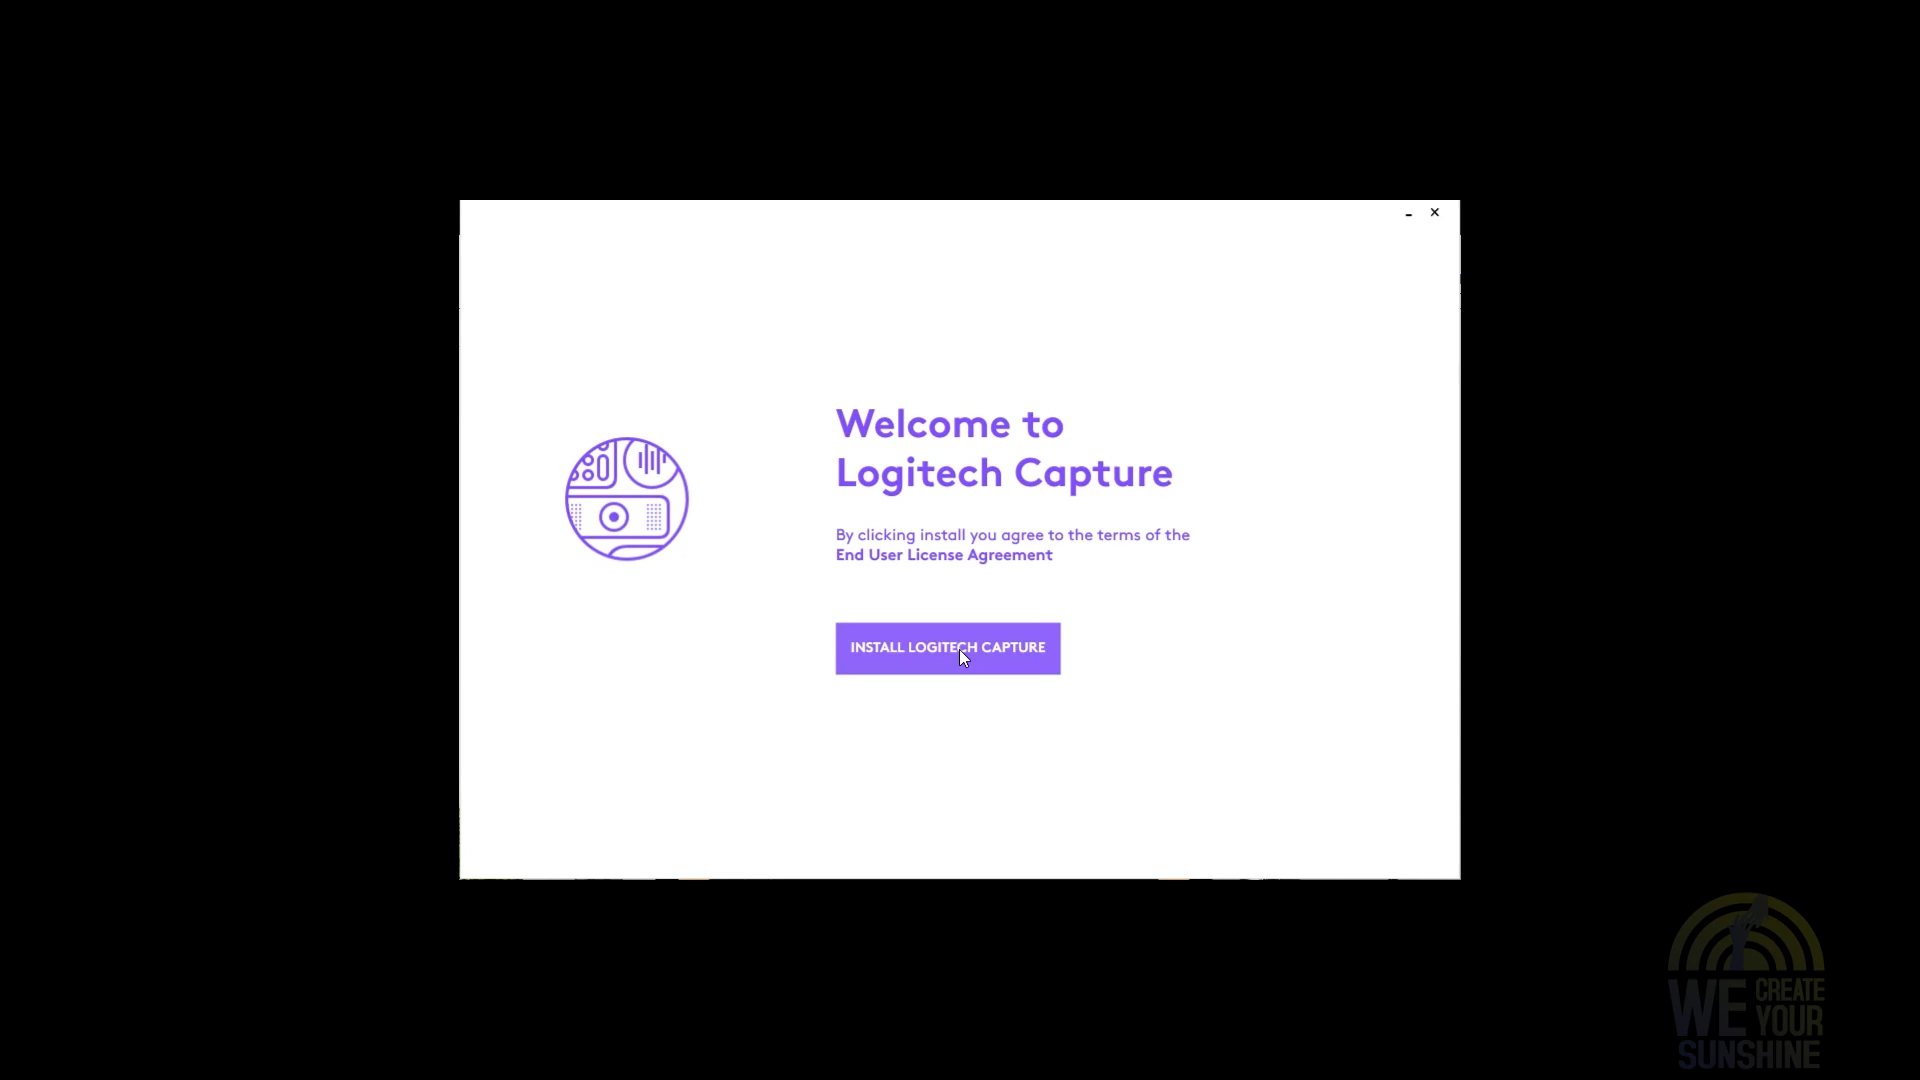 Welcome to
Logitech Capture
By clicking install you agree to the terms of the
End User License Agreement
INSTALL LOGITECH CAPTURE
WE CREATE
YOUR
SUNSHINE